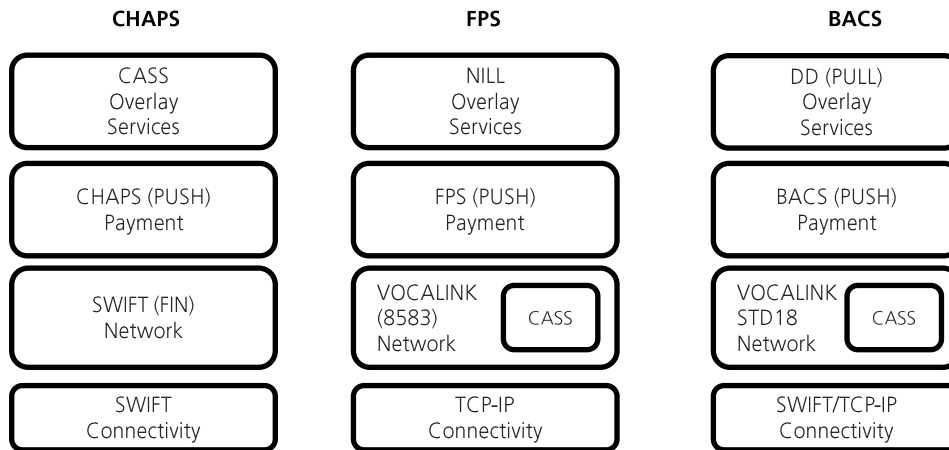 CHAPS
FPS
BACS
CASS
Overlay
Services
NILL
Overlay
Services
DD (PULL)
Overlay
Services
CHAPS (PUSH)
Payment
FPS (PUSH)
Payment
BACS (PUSH)
Payment
SWIFT (FIN)
Network
VOCALINK
(8583)
Network
CASS
VOCALINK
STD18
Network
CASS
SWIFT
Connectivity
TCP-IP
Connectivity
SWIFT/TCP-IP
Connectivity